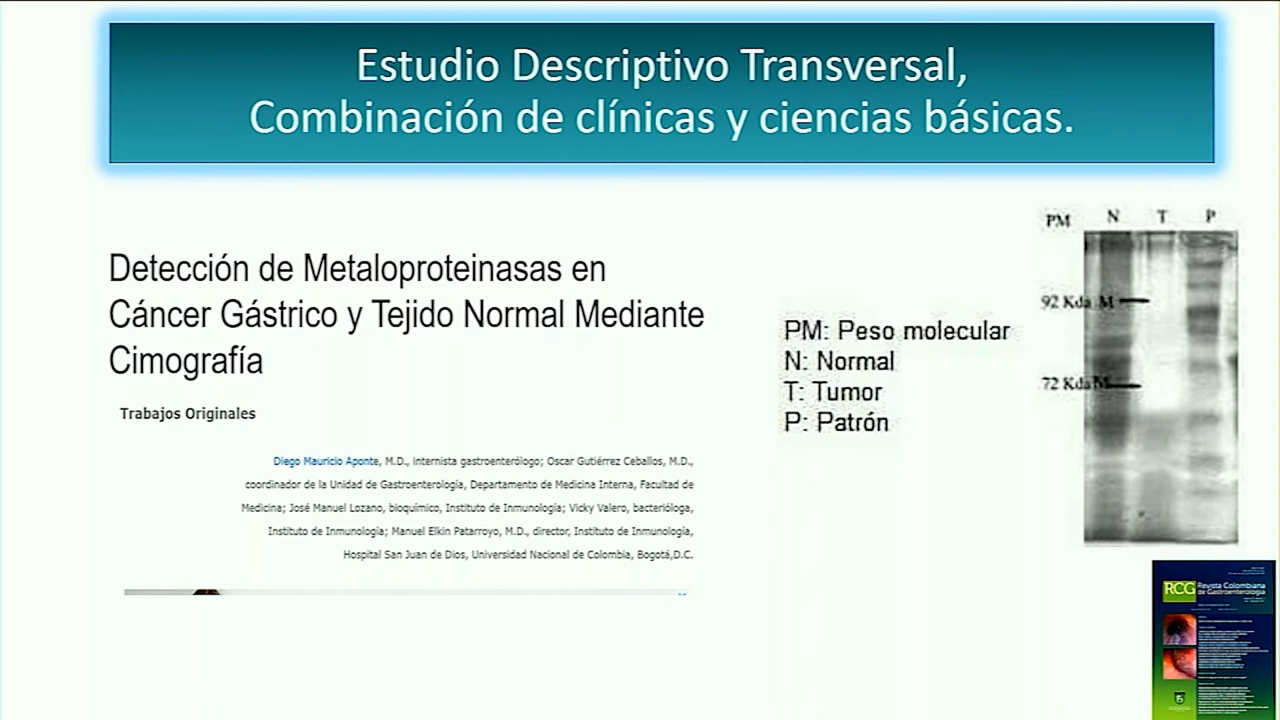 Estudio Descriptivo Transversal,
Combinación de clínicas y ciencias básicas.
Detección de Metaloproteinasas en
Cáncer Gástrico y Tejido Normal Mediante
Cimografía
Trabajos Originales
Diego Mauricio Aponte, M.D., internista gastroenterólogo; Oscar Gutiérrez Ceballos, M.D.,
coordinador de la Unidad de Gastroenterología, Departamento de Medicina Interna, Facultad de
Medicina; José Manuel Lozano, bioquímico, Instituto de Inmunología; Vicky Valero, bacterióloga,
Instituto de Inmunología; Manuel Elkin Patarroyo, M.D., director, Instituto de Inmunología,
Hospital San Juan de Dios, Universidad Nacional de Colombia, Bogotá,D.C.
PM: Peso molecular
N: Normal
T: Tumor
P: Patrón
PM N T P
92 Kda M
72 Kda M
RCG Revista Colombiana
de Gastroenterología